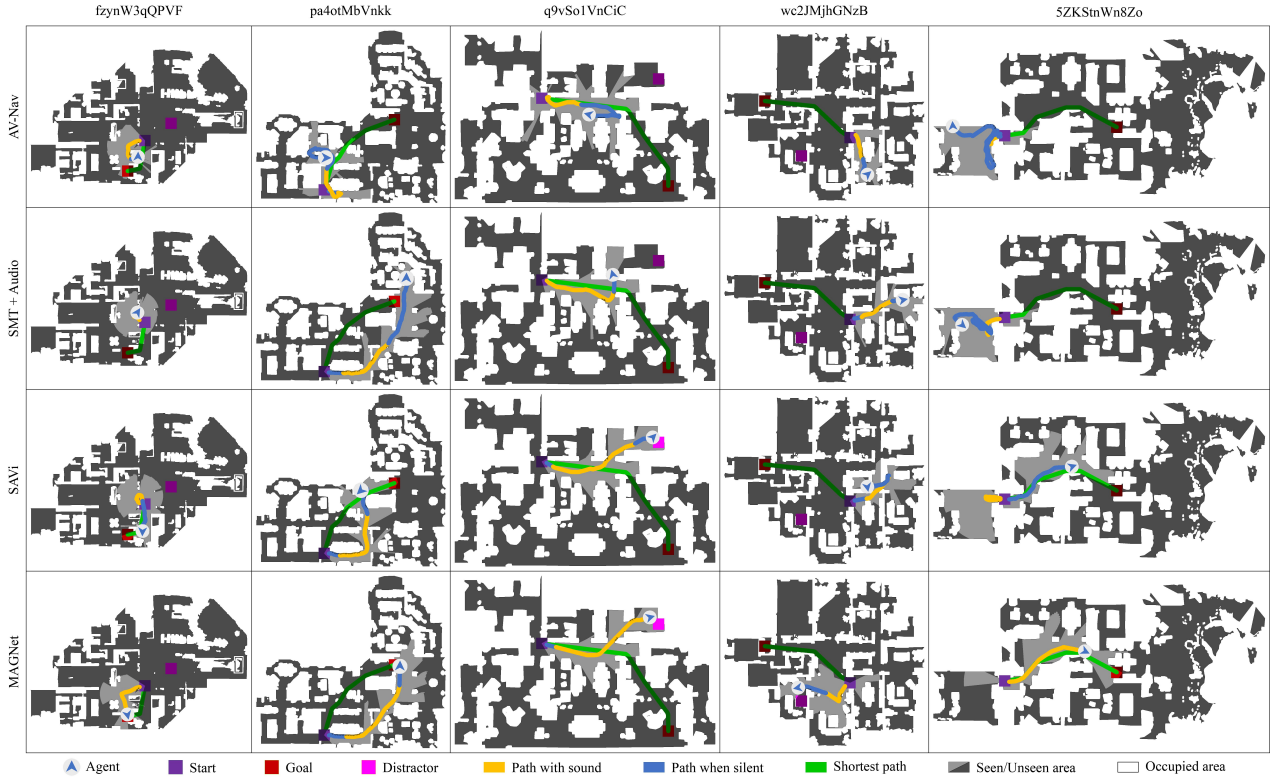 fzynW3qQPVF pa4otMbVnkk q9vSo1VnCiC wc2JMjhGNzB 5ZKStnWn8Zo
AV-Nav
SMT + Audio
SAVi
MAGNet
Agent Start Goal Distractor Path with sound Path when silent Shortest path Seen/Unseen area Occupied area